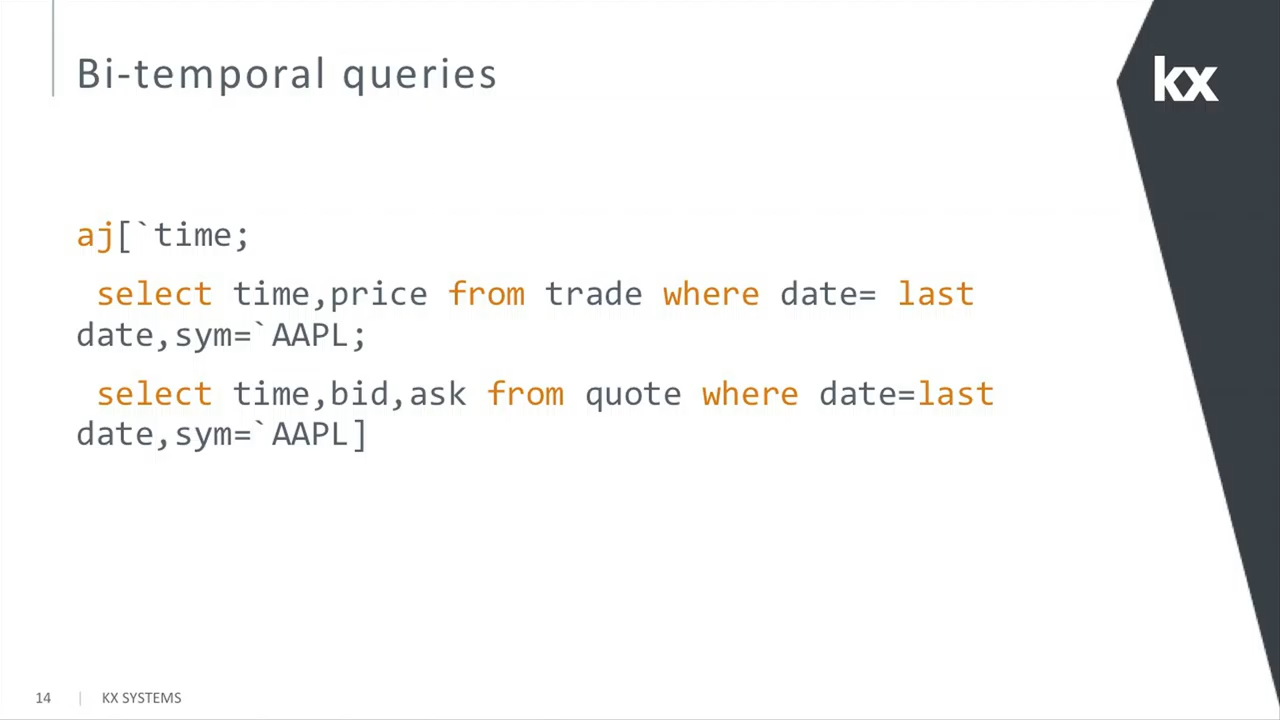 Bi-temporal queries
kx
aj[`time;
select time,price from trade where date= last
date,sym=`AAPL;
select time,bid,ask from quote where date=last
date,sym=`AAPL]
14 | KX SYSTEMS